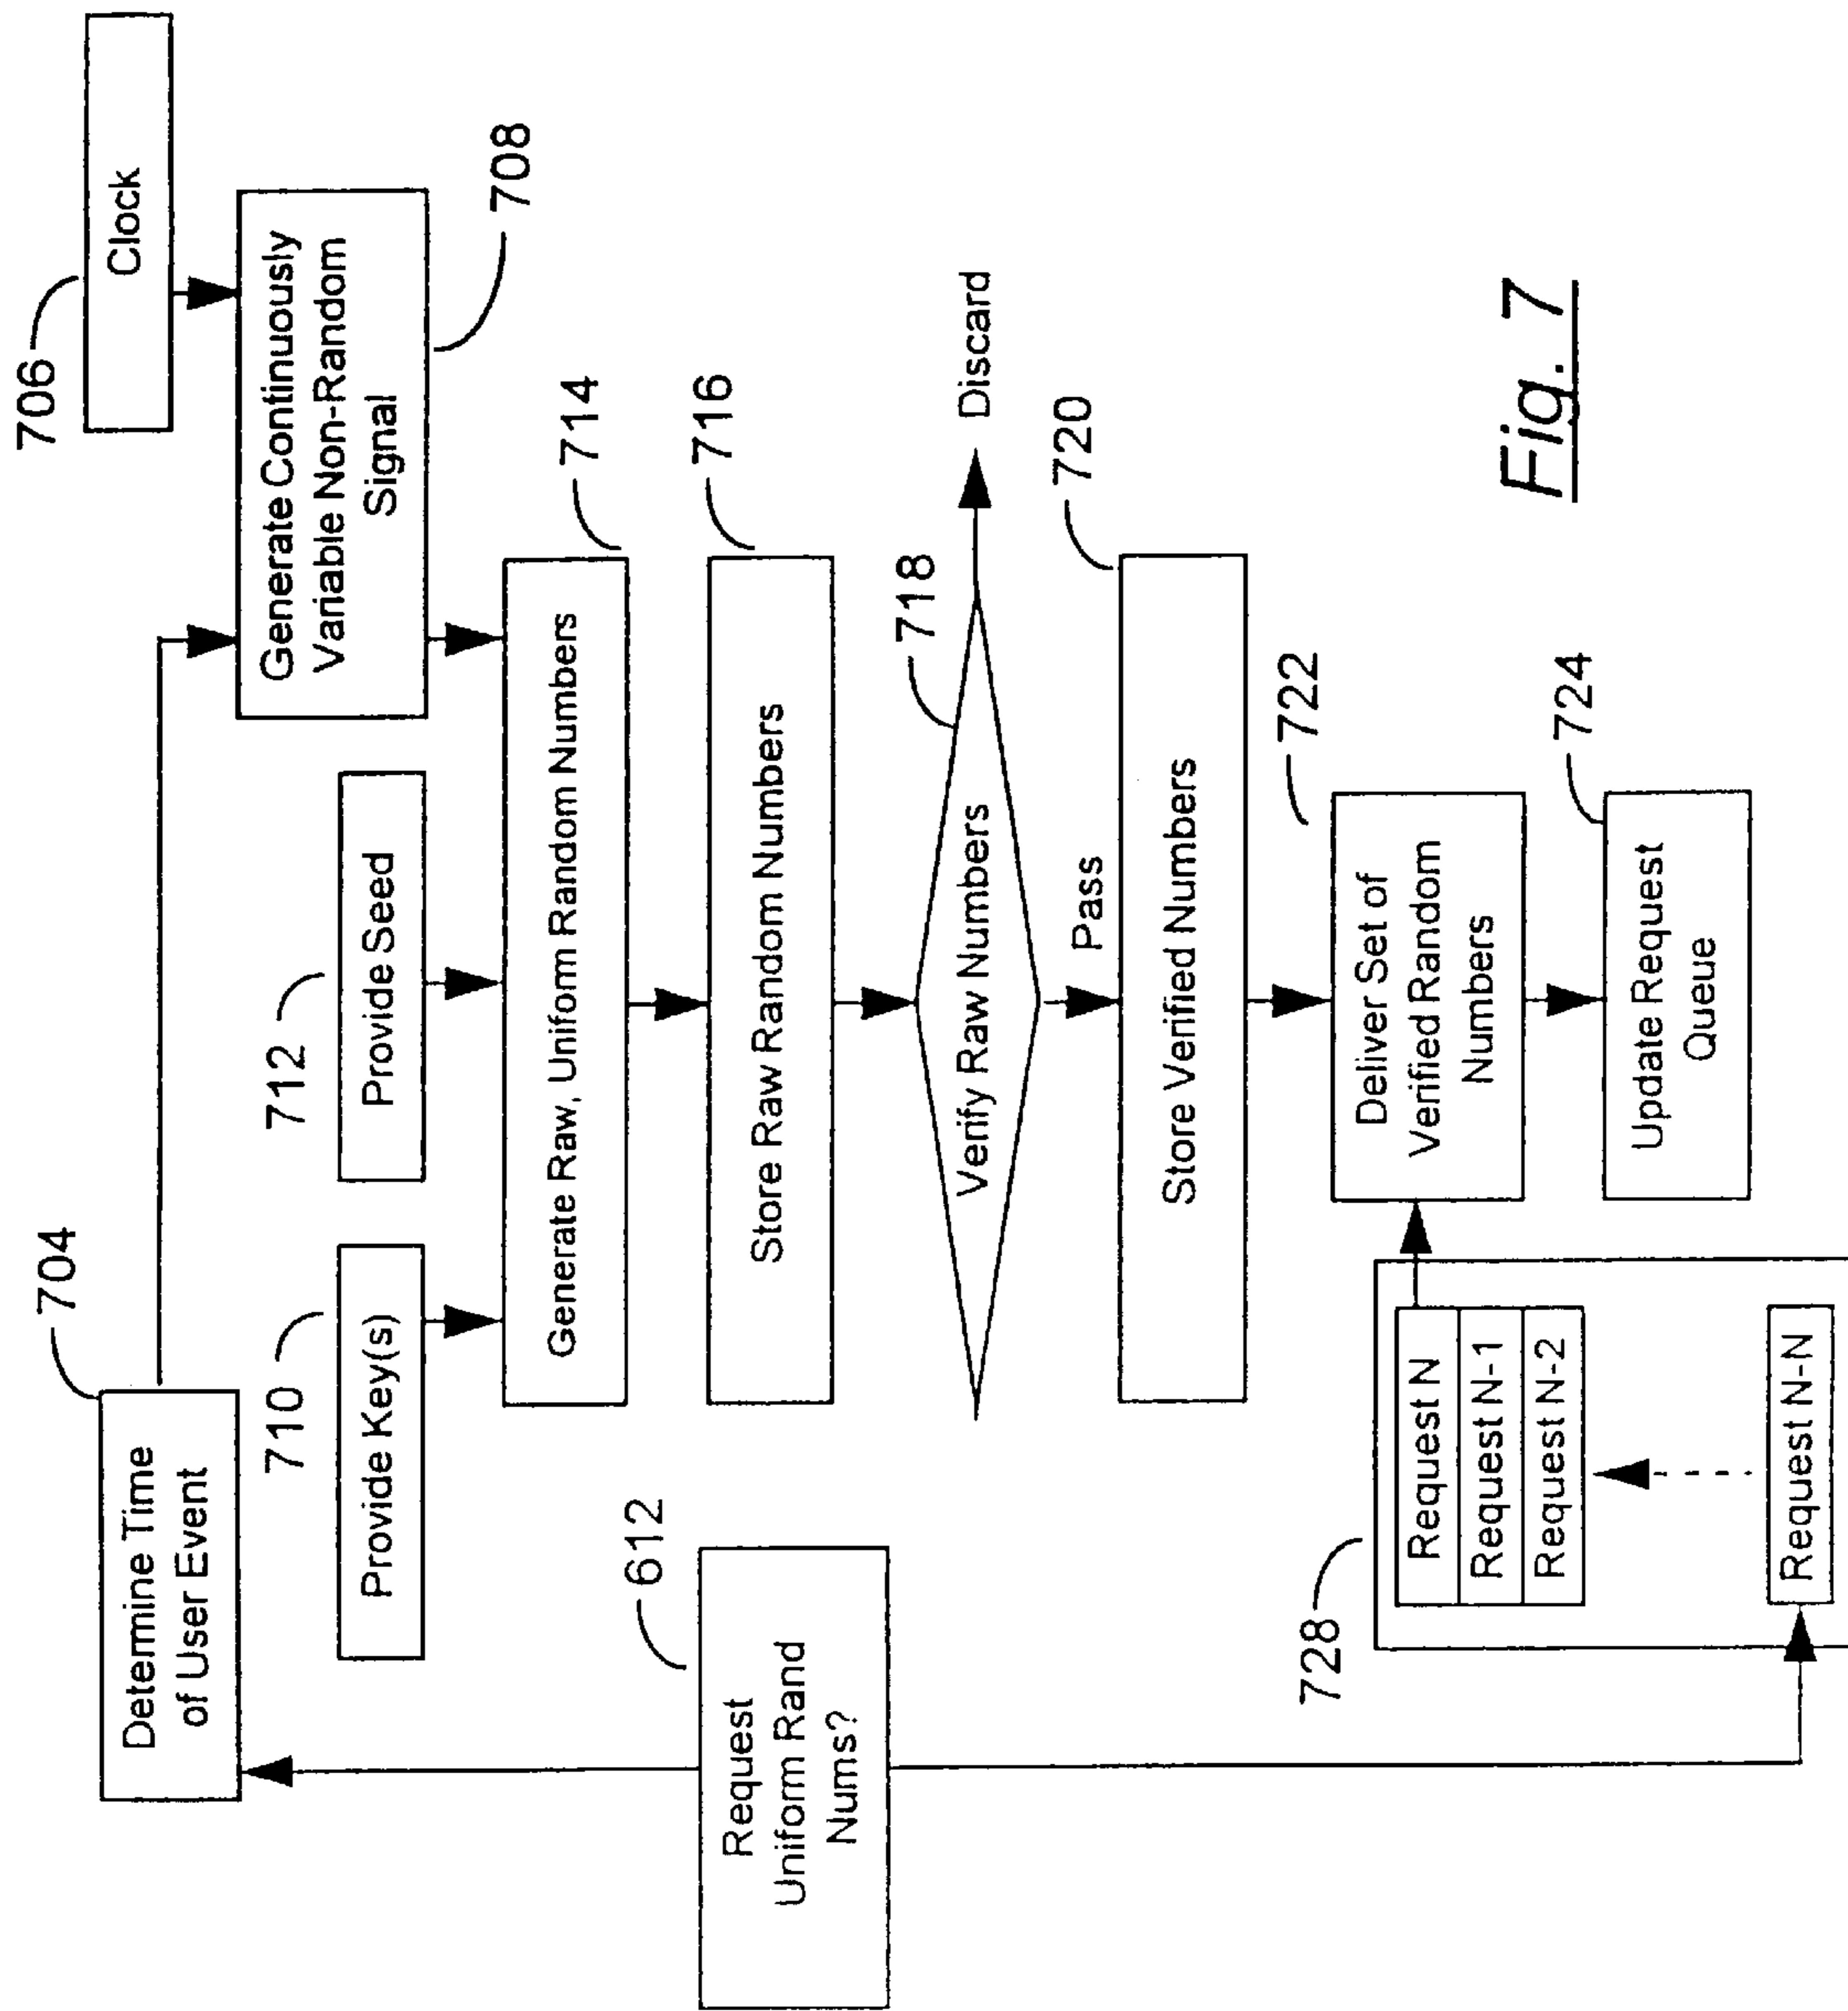 704
Determine Time
of User Event
706
Clock
Generate Continuously
Variable Non-Random
Signal
708
710
Provide Key(s)
712
Provide Seed
Generate Raw, Uniform Random Numbers
714
612
Request
Uniform Rand
Nums?
Store Raw Random Numbers
716
Verify Raw Numbers
718
Discard
Pass
Store Verified Numbers
720
728
Request N
Request N-1
Request N-2
Request N-N
Deliver Set of
Verified Random
Numbers
722
Update Request
Queue
724
Fig. 7